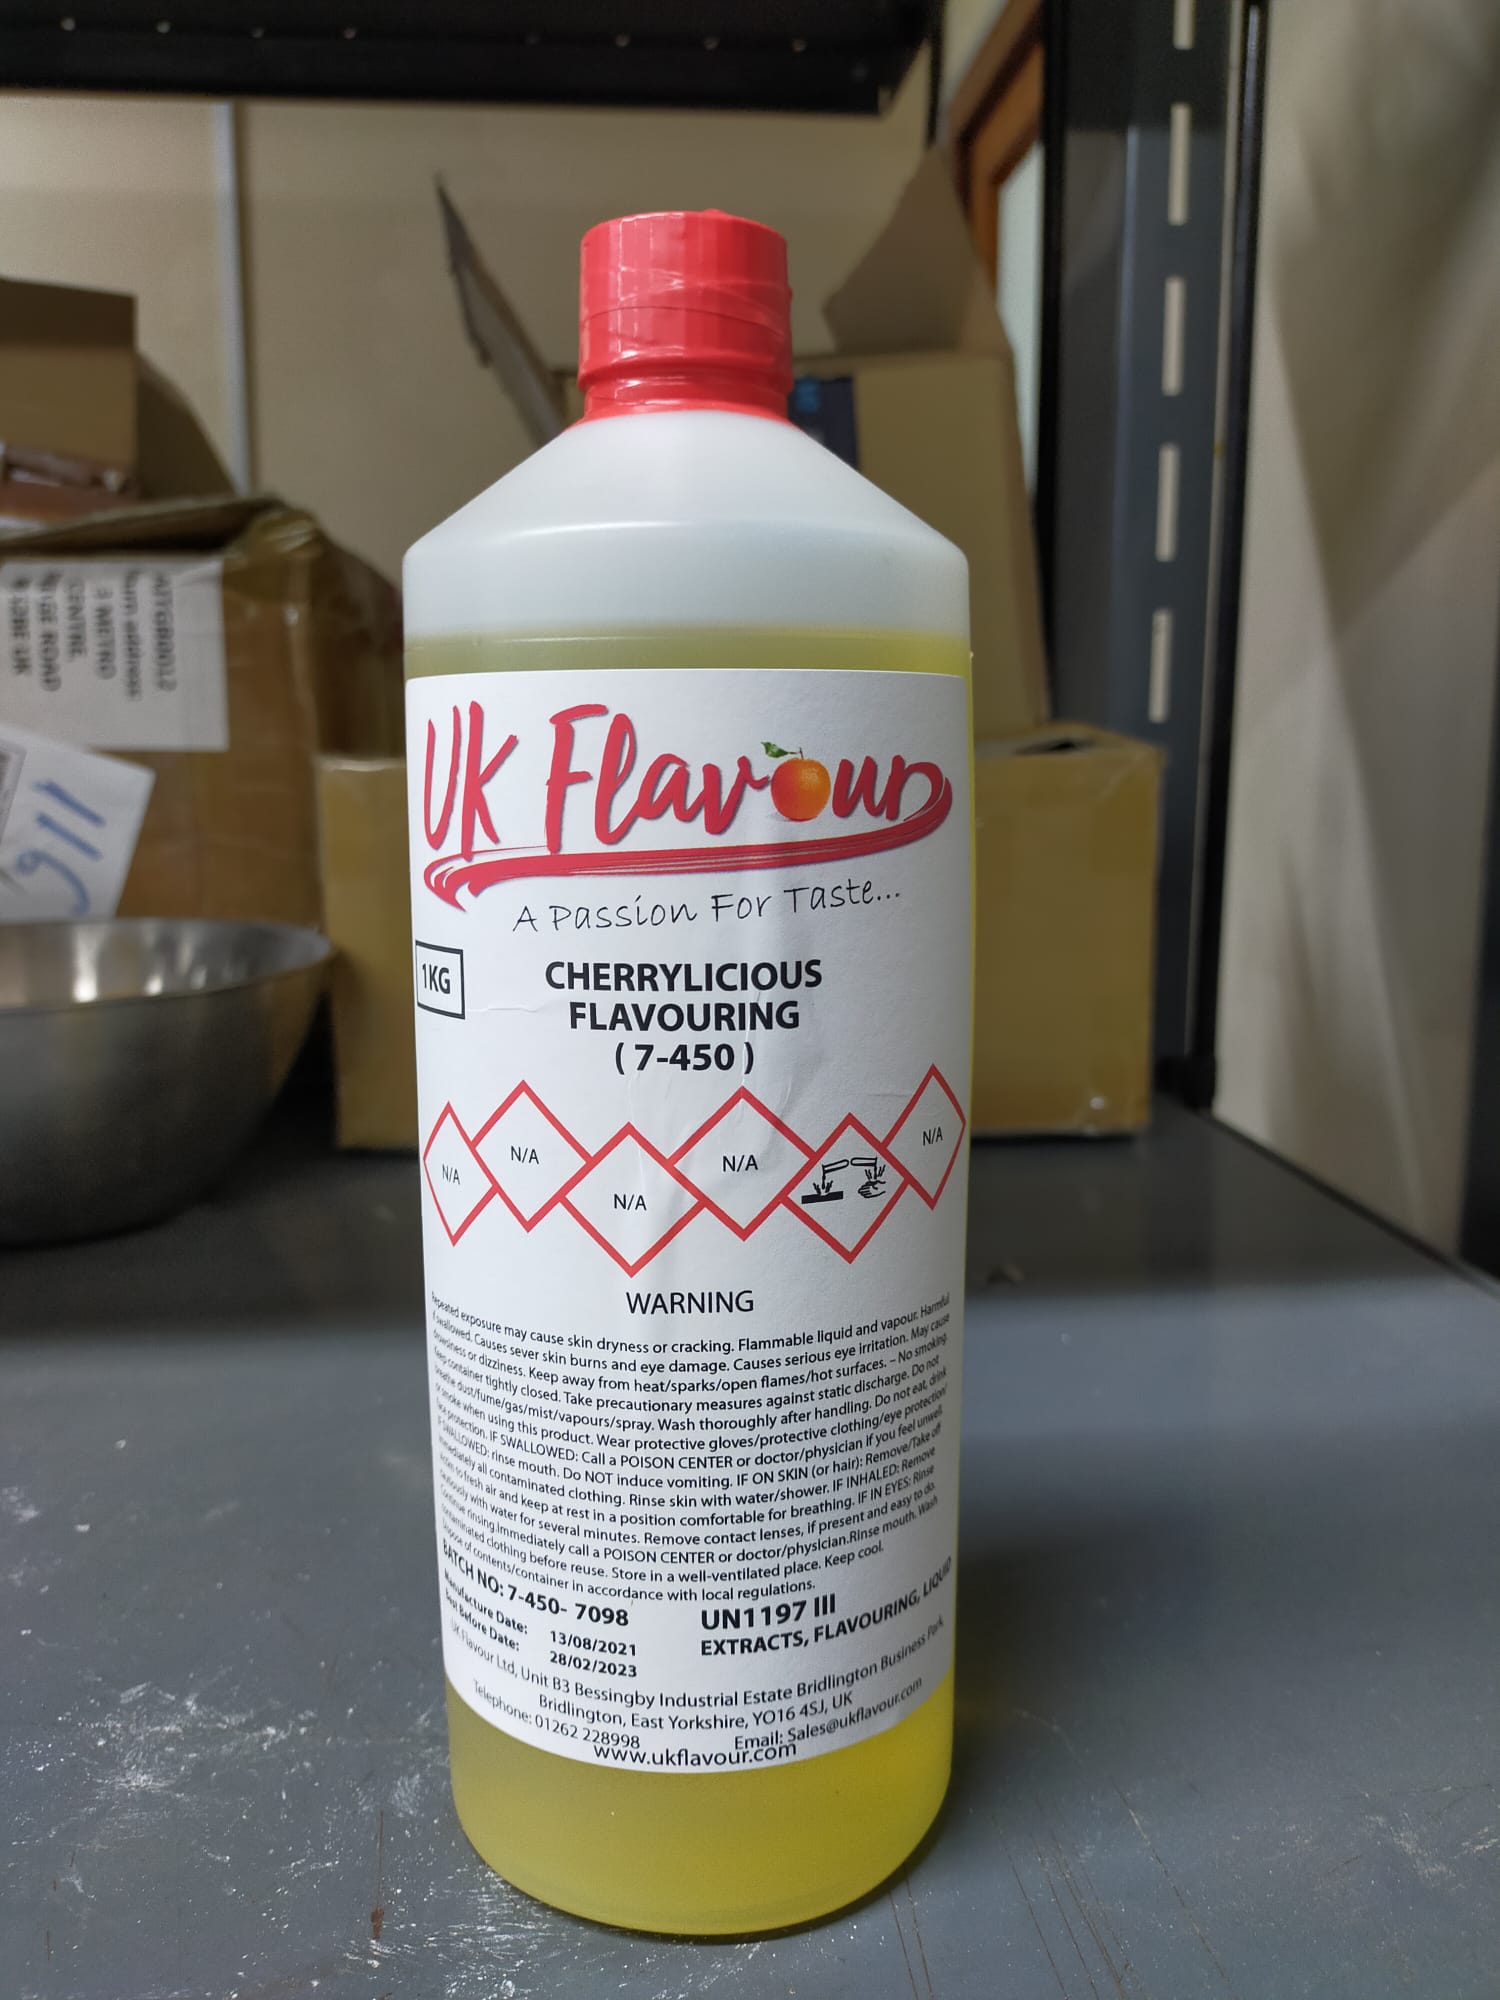 UK Flavour
A Passion For Taste...
1KG
CHERRYLICIOUS
FLAVOURING
( 7-450 )
N/A
N/A
N/A
N/A
N/A
WARNING
Repeated exposure may cause skin dryness or cracking. Flammable liquid and vapour. Harmful
if swallowed. Causes sever skin burns and eye damage. Causes serious eye irritation. May cause
drowsiness or dizziness. Keep away from heat/sparks/open flames/hot surfaces. – No smoking.
Keep container tightly closed. Take precautionary measures against static discharge. Do not
breathe dust/fume/gas/mist/vapours/spray. Wash thoroughly after handling. Do not eat, drink
or smoke when using this product. Wear protective gloves/protective clothing/eye protection/
face protection. IF SWALLOWED: Call a POISON CENTER or doctor/physician if you feel unwell.
IF SWALLOWED: rinse mouth. Do NOT induce vomiting. IF ON SKIN (or hair): Remove/Take off
immediately all contaminated clothing. Rinse skin with water/shower. IF INHALED: Remove
victim to fresh air and keep at rest in a position comfortable for breathing. IF IN EYES: Rinse
cautiously with water for several minutes. Remove contact lenses, if present and easy to do.
Continue rinsing.Immediately call a POISON CENTER or doctor/physician.Rinse mouth. Wash
contaminated clothing before reuse. Store in a well-ventilated place. Keep cool.
Dispose of contents/container in accordance with local regulations.
BATCH NO: 7-450- 7098
Manufacture Date: 13/08/2021
Best Before Date: 28/02/2023
UN1197 III
EXTRACTS, FLAVOURING, LIQUID
UK Flavour Ltd, Unit B3 Bessingby Industrial Estate Bridlington Business Park,
Bridlington, East Yorkshire, YO16 4SJ, UK
Telephone: 01262 228998 Email: Sales@ukflavour.com
www.ukflavour.com
3 METRO
CENTRE,
ROAD
UK
911